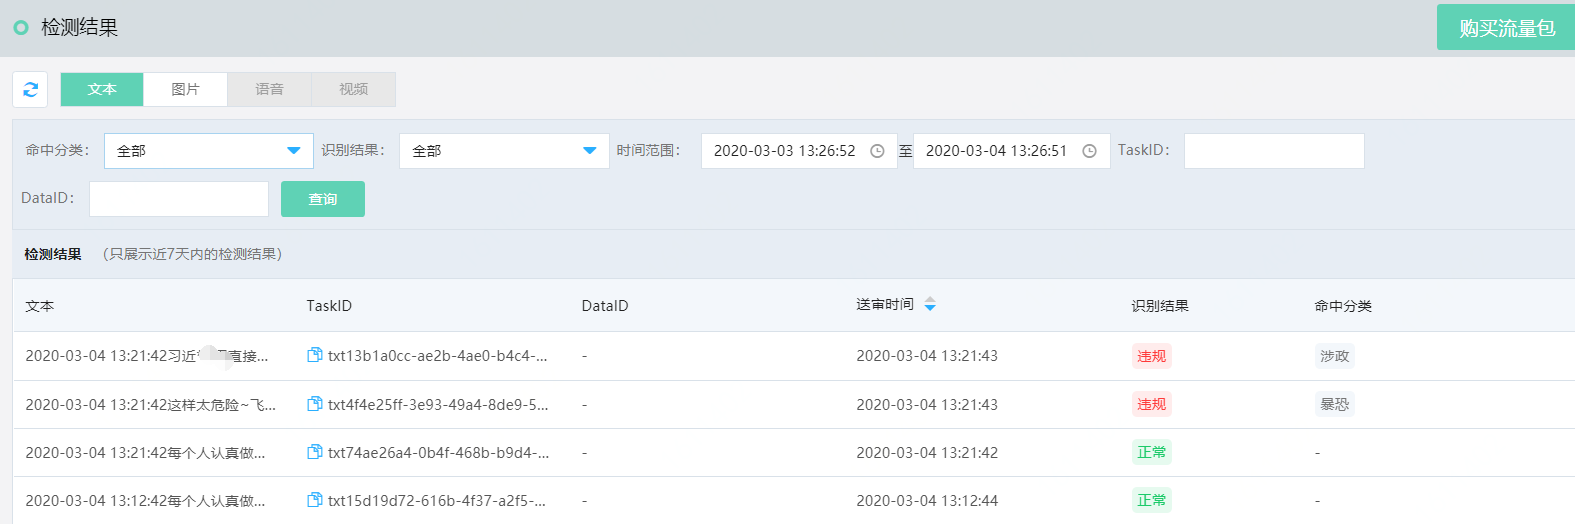 检测结果
购买流量包
文本 图片 语音 视频
命中分类： 全部 识别结果： 全部 时间范围： 2020-03-03 13:26:52 至 2020-03-04 13:26:51 TaskID：
DataID： 查询
检测结果 （只展示近7天内的检测结果）
文本 TaskID DataID 送审时间 识别结果 命中分类
2020-03-04 13:21:42习近 直接... txt13b1a0cc-ae2b-4ae0-b4c4-... - 2020-03-04 13:21:43 违规 涉政
2020-03-04 13:21:42这样太危险~飞... txt4f4e25ff-3e93-49a4-8de9-5... - 2020-03-04 13:21:43 违规 暴恐
2020-03-04 13:21:42每个人认真做... txt74ae26a4-0b4f-468b-b9d4-... - 2020-03-04 13:21:42 正常 -
2020-03-04 13:12:42每个人认真做... txt15d19d72-616b-4f37-a2f5-... - 2020-03-04 13:12:44 正常 -